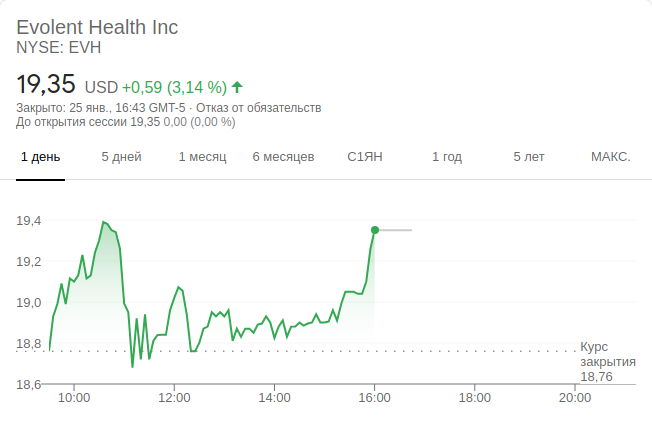 Evolent Health Inc
NYSE: EVH
19,35 USD +0,59 (3,14 %)
Закрыто: 25 янв., 16:43 GMT-5 · Отказ от обязательств
До открытия сессии 19,35 0,00 (0,00 %)
1 день 5 дней 1 месяц 6 месяцев С1ЯН 1 год 5 лет МАКС.
19,4
19,2
19,0
18,8
18,6
Курс
закрытия
18,76
10:00 12:00 14:00 16:00 18:00 20:00